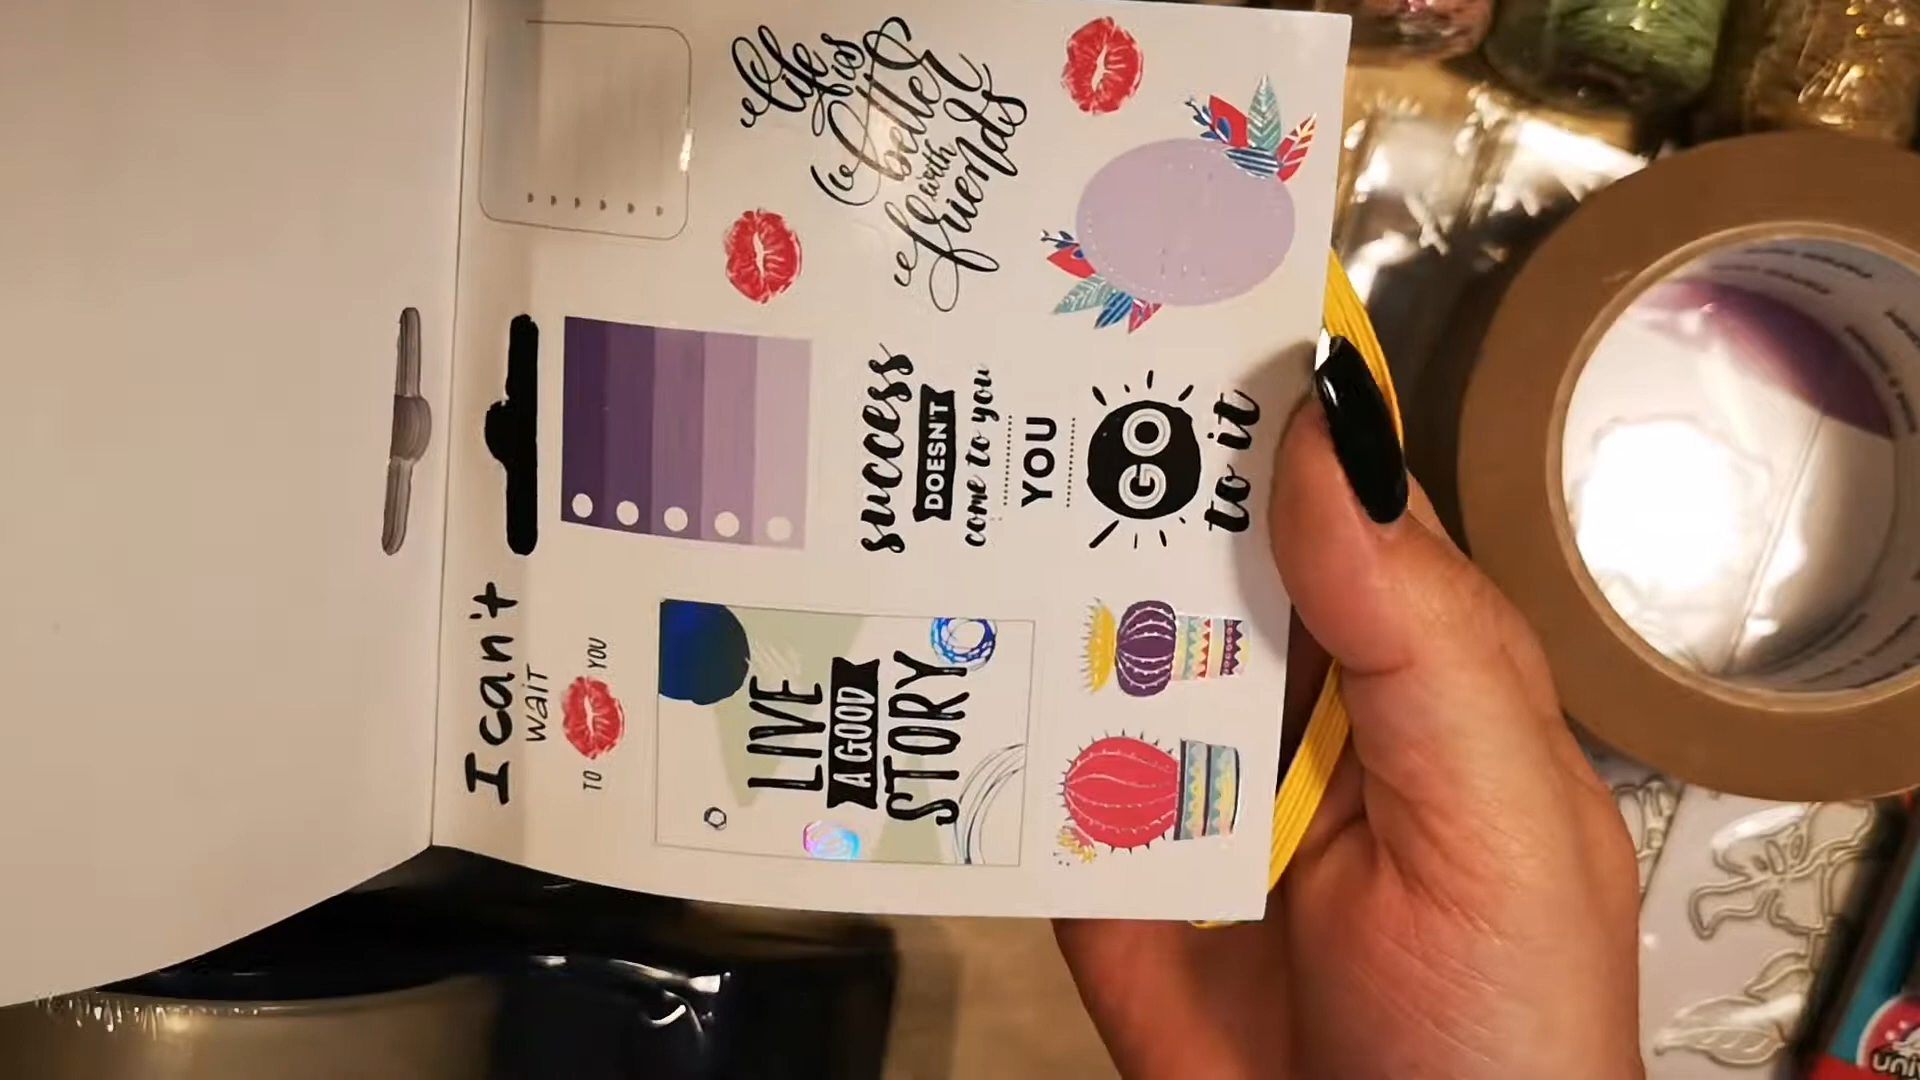 Life is
better
with
friends
success
DOESN'T
come to you
YOU
GO
to it
I can't
wait
TO YOU
LIVE
A GOOD
STORY